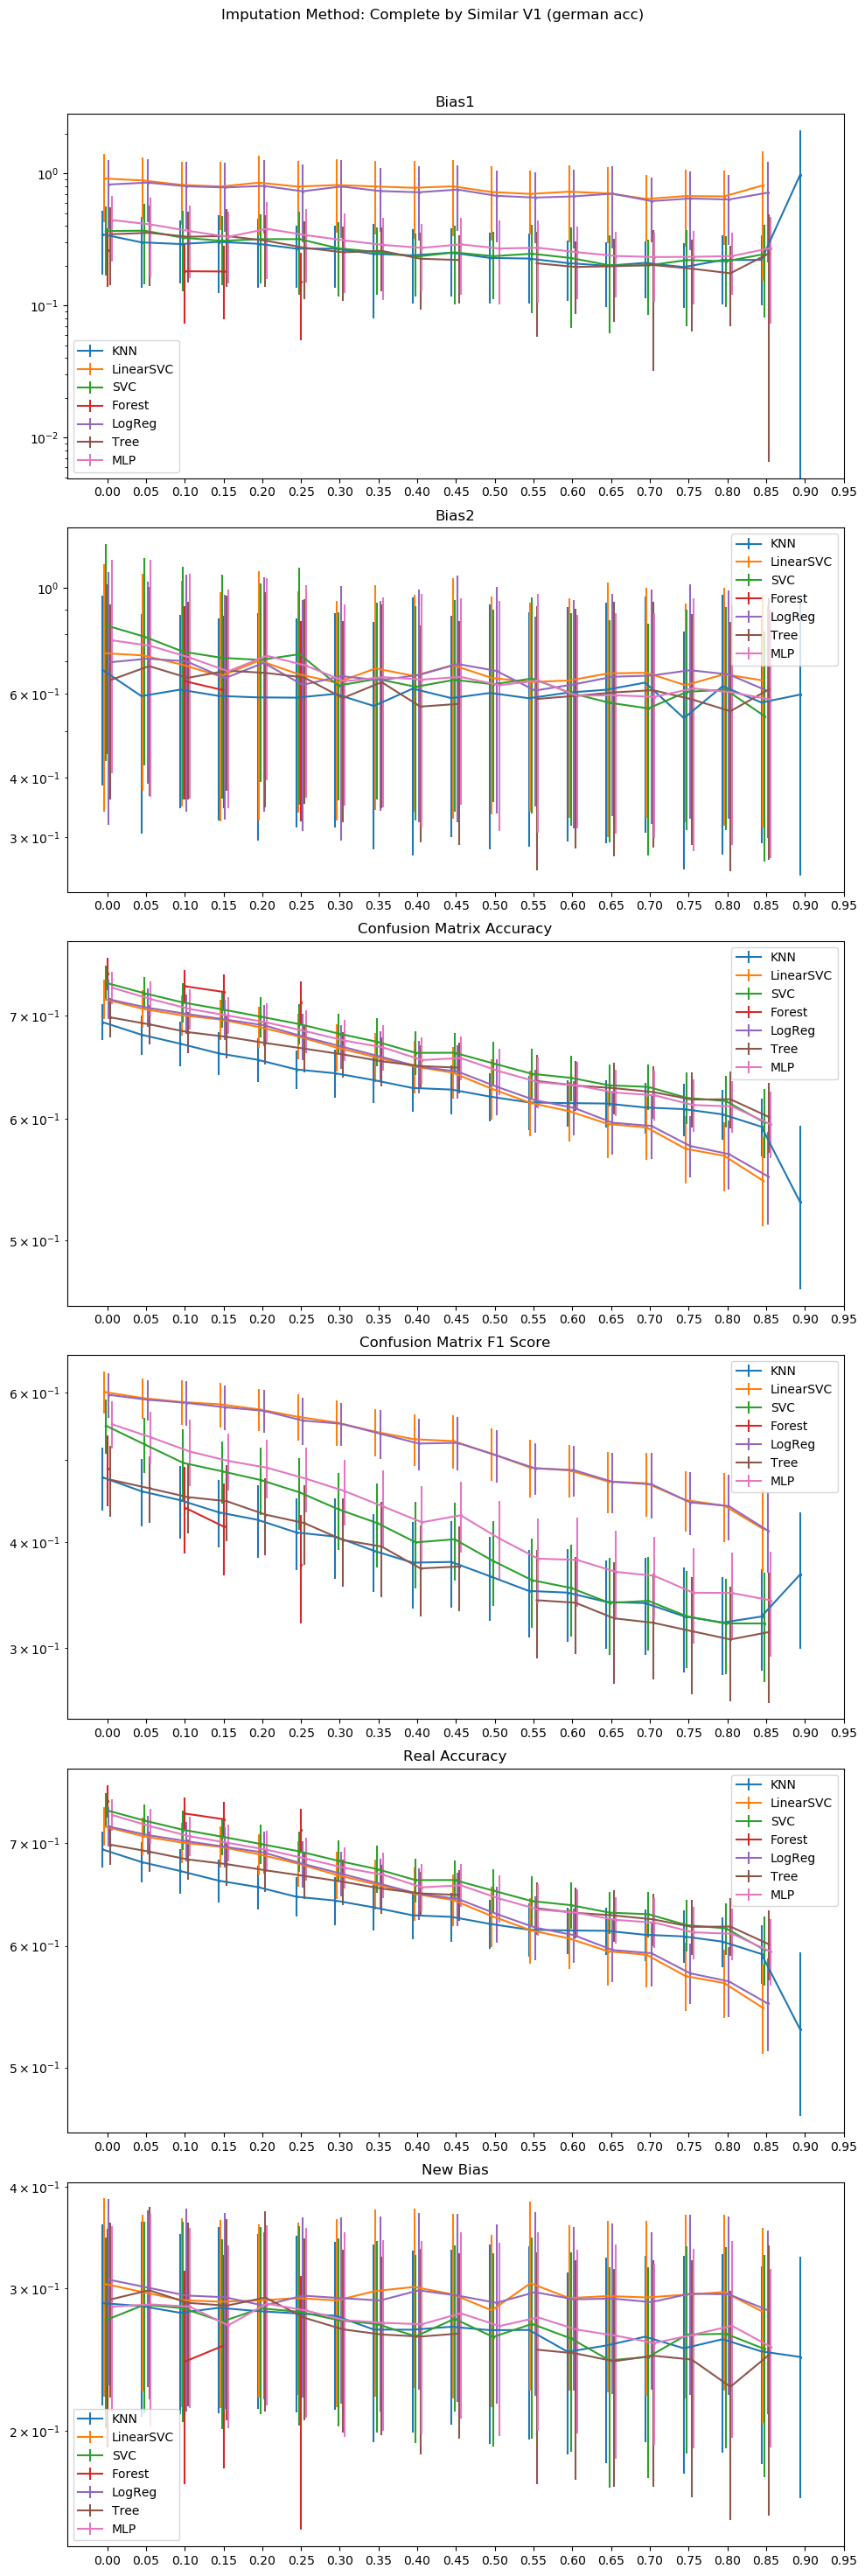 Imputation Method: Complete by Similar V1 (german acc)
Bias1
10⁰
10⁻¹
10⁻²
KNN
LinearSVC
SVC
Forest
LogReg
Tree
MLP
0.00 0.05 0.10 0.15 0.20 0.25 0.30 0.35 0.40 0.45 0.50 0.55 0.60 0.65 0.70 0.75 0.80 0.85 0.90 0.95
Bias2
10⁰
6 × 10⁻¹
4 × 10⁻¹
3 × 10⁻¹
KNN
LinearSVC
SVC
Forest
LogReg
Tree
MLP
0.00 0.05 0.10 0.15 0.20 0.25 0.30 0.35 0.40 0.45 0.50 0.55 0.60 0.65 0.70 0.75 0.80 0.85 0.90 0.95
Confusion Matrix Accuracy
7 × 10⁻¹
6 × 10⁻¹
5 × 10⁻¹
KNN
LinearSVC
SVC
Forest
LogReg
Tree
MLP
0.00 0.05 0.10 0.15 0.20 0.25 0.30 0.35 0.40 0.45 0.50 0.55 0.60 0.65 0.70 0.75 0.80 0.85 0.90 0.95
Confusion Matrix F1 Score
6 × 10⁻¹
4 × 10⁻¹
3 × 10⁻¹
KNN
LinearSVC
SVC
Forest
LogReg
Tree
MLP
0.00 0.05 0.10 0.15 0.20 0.25 0.30 0.35 0.40 0.45 0.50 0.55 0.60 0.65 0.70 0.75 0.80 0.85 0.90 0.95
Real Accuracy
7 × 10⁻¹
6 × 10⁻¹
5 × 10⁻¹
KNN
LinearSVC
SVC
Forest
LogReg
Tree
MLP
0.00 0.05 0.10 0.15 0.20 0.25 0.30 0.35 0.40 0.45 0.50 0.55 0.60 0.65 0.70 0.75 0.80 0.85 0.90 0.95
New Bias
4 × 10⁻¹
3 × 10⁻¹
2 × 10⁻¹
KNN
LinearSVC
SVC
Forest
LogReg
Tree
MLP
0.00 0.05 0.10 0.15 0.20 0.25 0.30 0.35 0.40 0.45 0.50 0.55 0.60 0.65 0.70 0.75 0.80 0.85 0.90 0.95